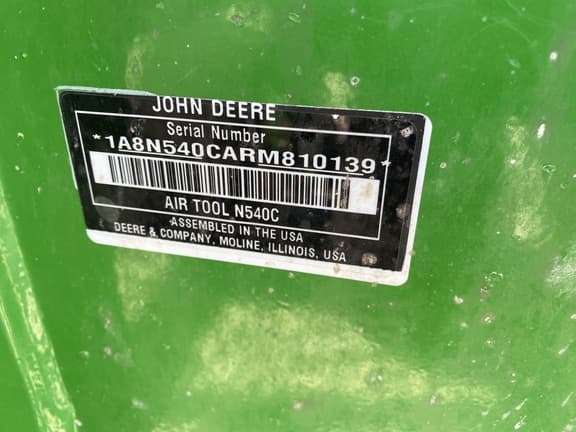 JOHN DEERE
Serial Number
*1A8N540CARM810139*
AIR TOOL N540C
ASSEMBLED IN THE USA
DEERE & COMPANY, MOLINE, ILLINOIS, USA